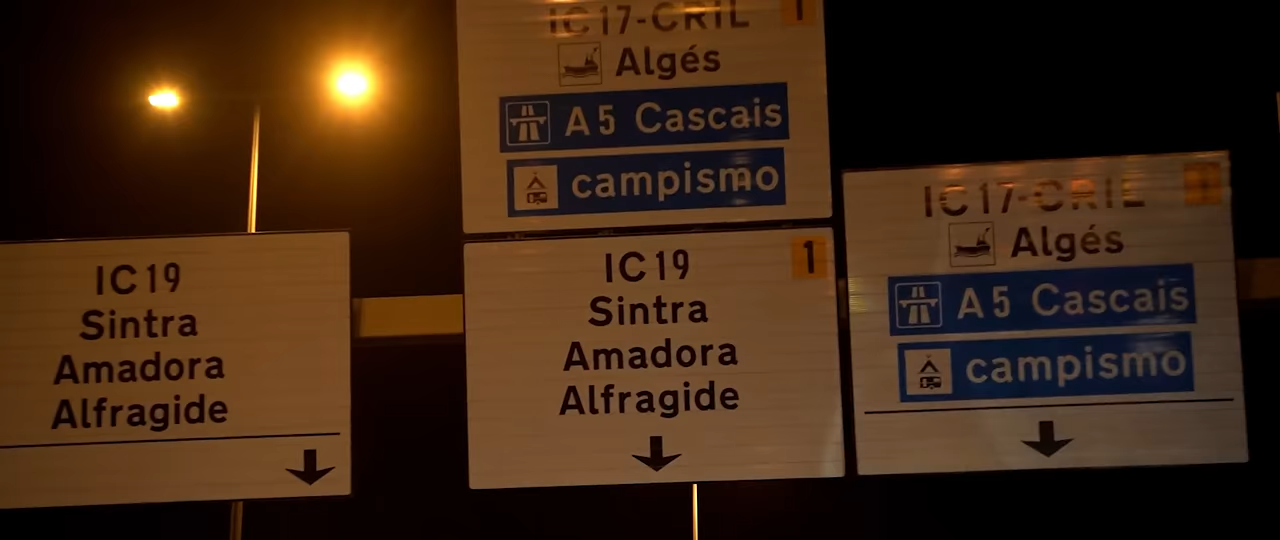 IC19
Sintra
Amadora
Alfragide
IC17-CRIL 1
Algés
A5 Cascais
campismo
IC19 1
Sintra
Amadora
Alfragide
IC17-CRIL
Algés
A5 Cascais
campismo